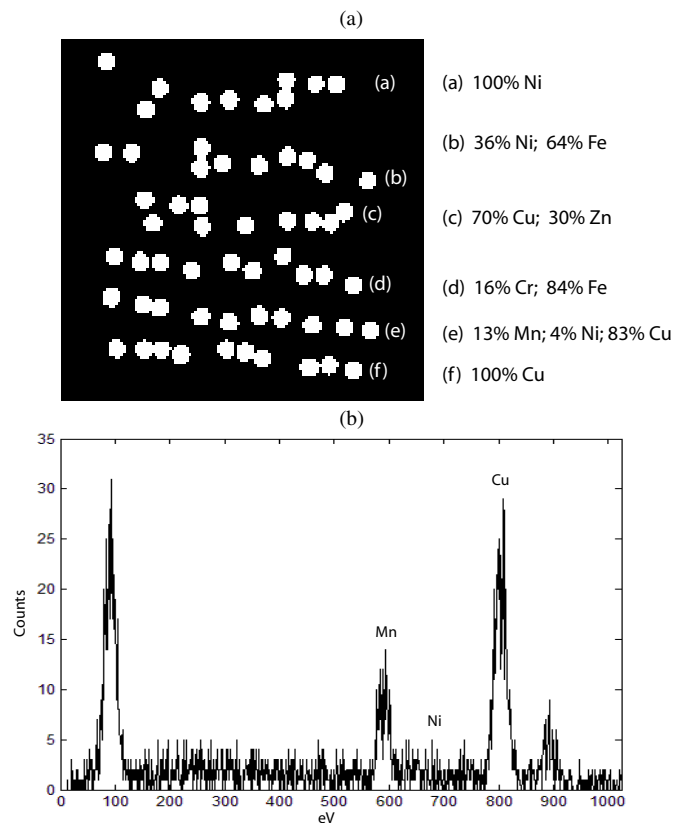 (a)
(a) (a) 100% Ni
(b) 36% Ni; 64% Fe
(b)
(c) (c) 70% Cu; 30% Zn
(d) (d) 16% Cr; 84% Fe
(e) (e) 13% Mn; 4% Ni; 83% Cu
(f) (f) 100% Cu
(b)
35
30
25
20
15
10
5
0
Counts
Cu
Mn
Ni
0 100 200 300 400 500 600 700 800 900 1000
eV